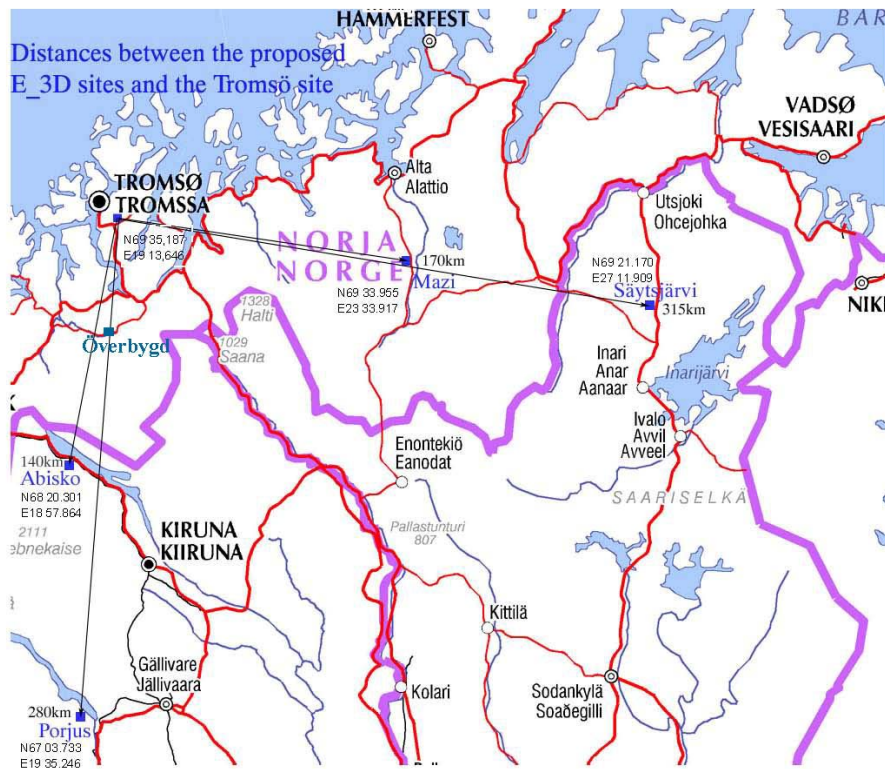 HAMMERFEST
BAR
Distances between the proposed
E_3D sites and the Tromsö site
VADSØ
VESISAARI
Alta
Alattio
TROMSØ
TROMSSA
Utsjoki
Ohcejohka
N69 35,187
E19 13,646
NORJA
NORGE
170km
Mazi
N69 33.955
E23 33.917
N69 21.170
E27 11.909
Säytsjärvi
315km
NIKI
1328
Halti
Överbygd
1029
Saana
Inari
Anar
Aanaar
Inarijärvi
K
Ivalo
Avvil
Avveel
Enontekiö
Eanodat
140km
Abisko
N68 20.301
E18 57.864
SAARISELKÄ
2111
ebnekaise
KIRUNA
KIIRUNA
Pallastunturi
807
Kittilä
Gällivare
Jällivaara
Kolari
Sodankylä
Soađegilli
280km
Porjus
N67 03.733
E19 35.246